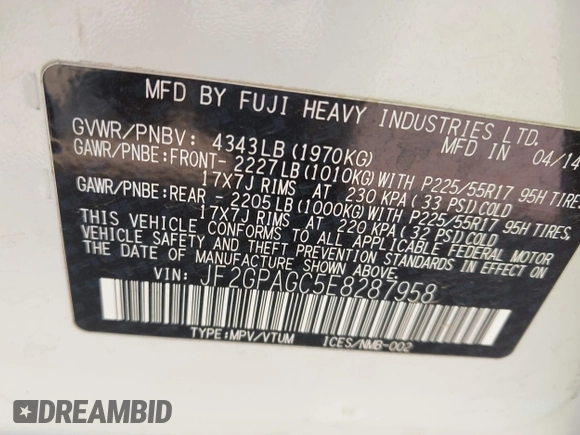 MFD BY FUJI HEAVY INDUSTRIES LTD.
GVWR/PNBV: 4343LB(1970KG) MFD IN 04/14
GAWR/PNBE:FRONT-2227LB(1010KG)WITH P225/55R17 95H TIRES,
17X7J RIMS AT 230 KPA(33 PSI)COLD
GAWR/PNBE:REAR -2205LB(1000KG)WITH P225/55R17 95H TIRES,
17X7J RIMS AT 220 KPA(32 PSI)COLD
THIS VEHICLE CONFORMS TO ALL APPLICABLE FEDERAL MOTOR
VEHICLE SAFETY AND THEFT PREVENTION STANDARDS IN EFFECT
ON THE DATE OF MANUFACTURE SHOWN ABOVE.
VIN: JF2GPAGC5E8287958
TYPE:MPV/VTUM ICES/NMB-002
DREAMBID